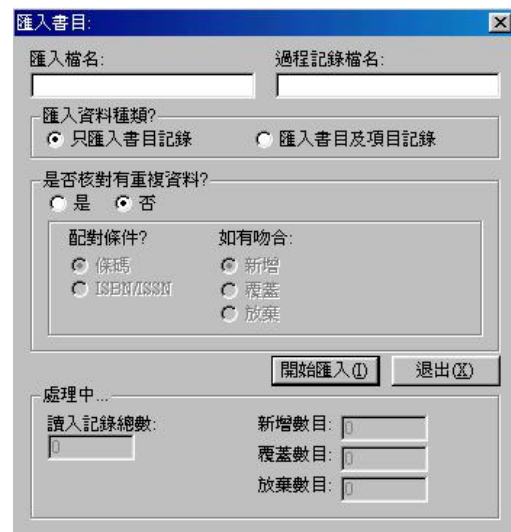 匯入書目:
匯入檔名: 過程記錄檔名:
匯入資料種類?
只匯入書目記錄 匯入書目及項目記錄
是否核對有重複資料?
是 否
配對條件? 如有吻合:
條碼 新增
ISBN/ISSN 覆蓋
放棄
開始匯入(I) 退出(X)
處理中...
讀入記錄總數: 新增數目: 0
0 覆蓋數目: 0
放棄數目: 0